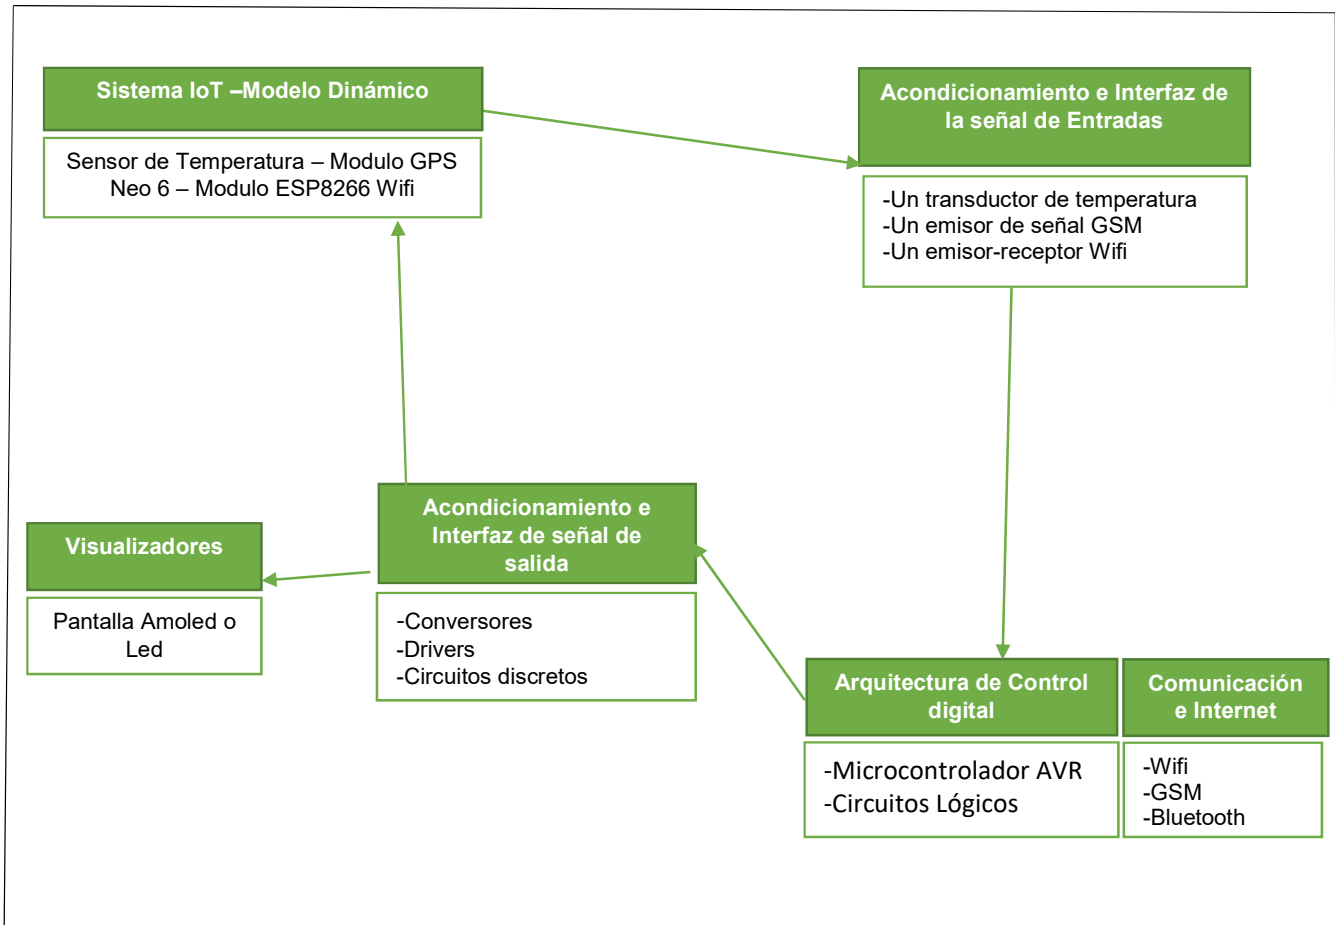 Sistema IoT –Modelo Dinámico
Sensor de Temperatura – Modulo GPS
Neo 6 – Modulo ESP8266 Wifi
Acondicionamiento e Interfaz de
la señal de Entradas
-Un transductor de temperatura
-Un emisor de señal GSM
-Un emisor-receptor Wifi
Visualizadores
Pantalla Amoled o
Led
Acondicionamiento e
Interfaz de señal de
salida
-Conversores
-Drivers
-Circuitos discretos
Arquitectura de Control
digital
-Microcontrolador AVR
-Circuitos Lógicos
Comunicación
e Internet
-Wifi
-GSM
-Bluetooth